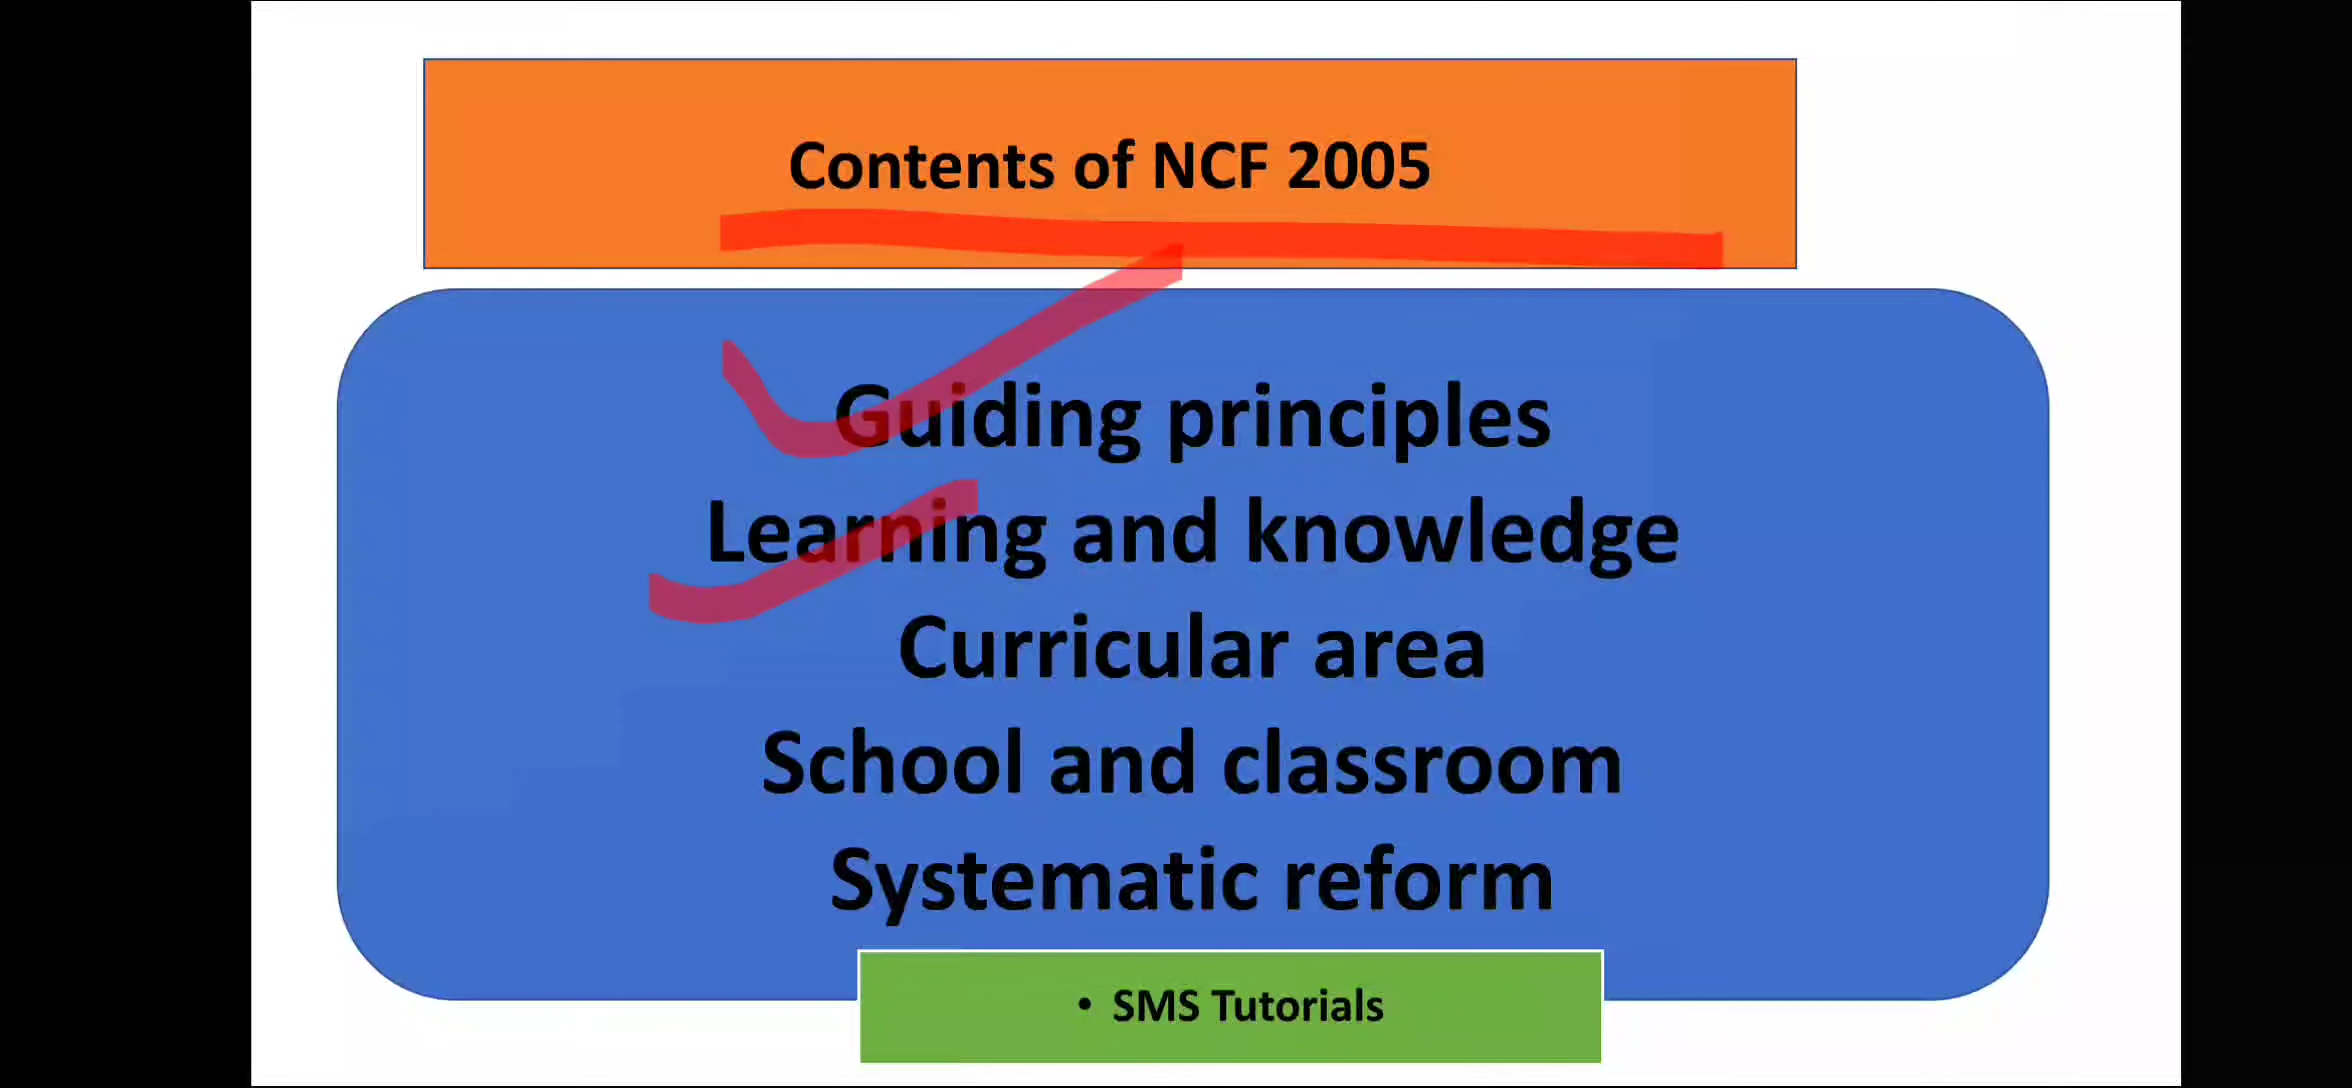 Contents of NCF 2005
Guiding principles
Learning and knowledge
Curricular area
School and classroom
Systematic reform
• SMS Tutorials